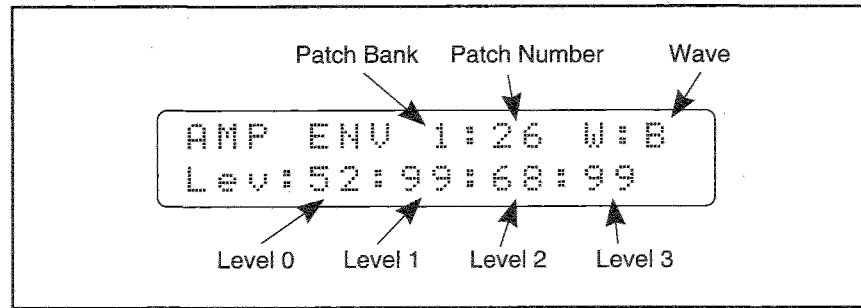 Patch Bank Patch Number Wave
AMP ENV 1:26 W:B
Lev:52:99:68:99
Level 0 Level 1 Level 2 Level 3